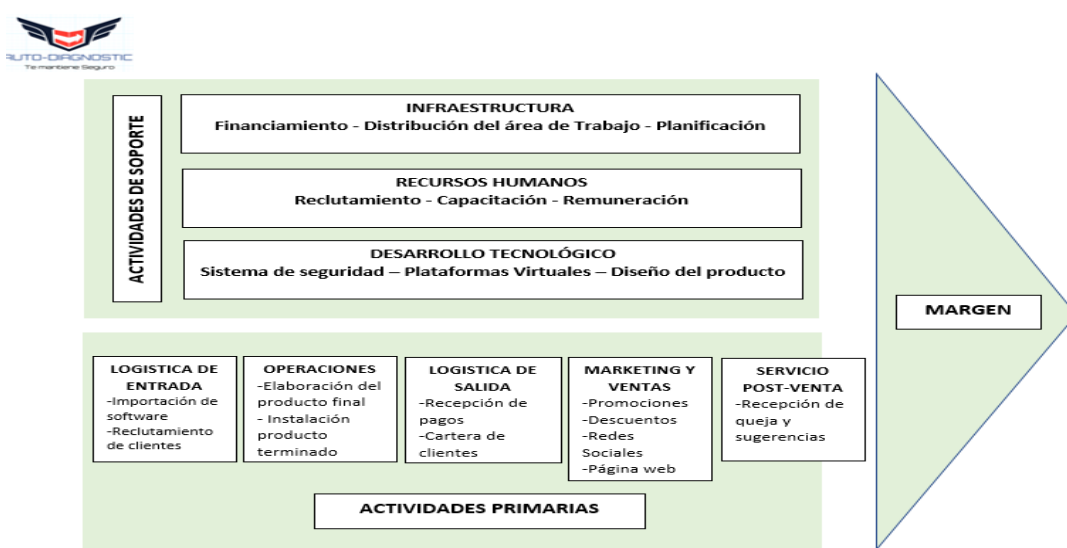 AUTO-DIAGNOSTIC
Te mantiene Seguro
ACTIVIDADES DE SOPORTE
INFRAESTRUCTURA
Financiamiento - Distribución del área de Trabajo - Planificación
RECURSOS HUMANOS
Reclutamiento - Capacitación - Remuneración
DESARROLLO TECNOLÓGICO
Sistema de seguridad – Plataformas Virtuales – Diseño del producto
MARGEN
LOGISTICA DE
ENTRADA
-Importación de
software
-Reclutamiento
de clientes
OPERACIONES
-Elaboración del
producto final
- Instalación
producto
terminado
LOGISTICA DE
SALIDA
-Recepción de
pagos
-Cartera de
clientes
MARKETING Y
VENTAS
-Promociones
-Descuentos
-Redes
Sociales
-Página web
SERVICIO
POST-VENTA
-Recepción de
queja y
sugerencias
ACTIVIDADES PRIMARIAS